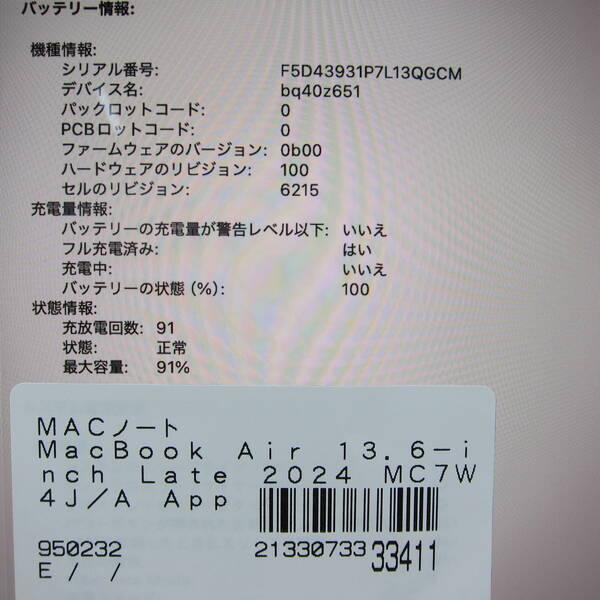 バッテリー情報:
機種情報:
シリアル番号: F5D43931P7L13QGCM
デバイス名: bq40z651
パックロットコード: 0
PCBロットコード: 0
ファームウェアのバージョン: 0b00
ハードウェアのリビジョン: 100
セルのリビジョン: 6215
充電量情報:
バッテリーの充電量が警告レベル以下: いいえ
フル充電済み: はい
充電中: いいえ
バッテリーの状態 (%): 100
状態情報:
充放電回数: 91
状態: 正常
最大容量: 91%
MACノート
MacBook Air 13.6-i
nch Late 2024 MC7W
4J/A App
950232 21330733 33411
E / /